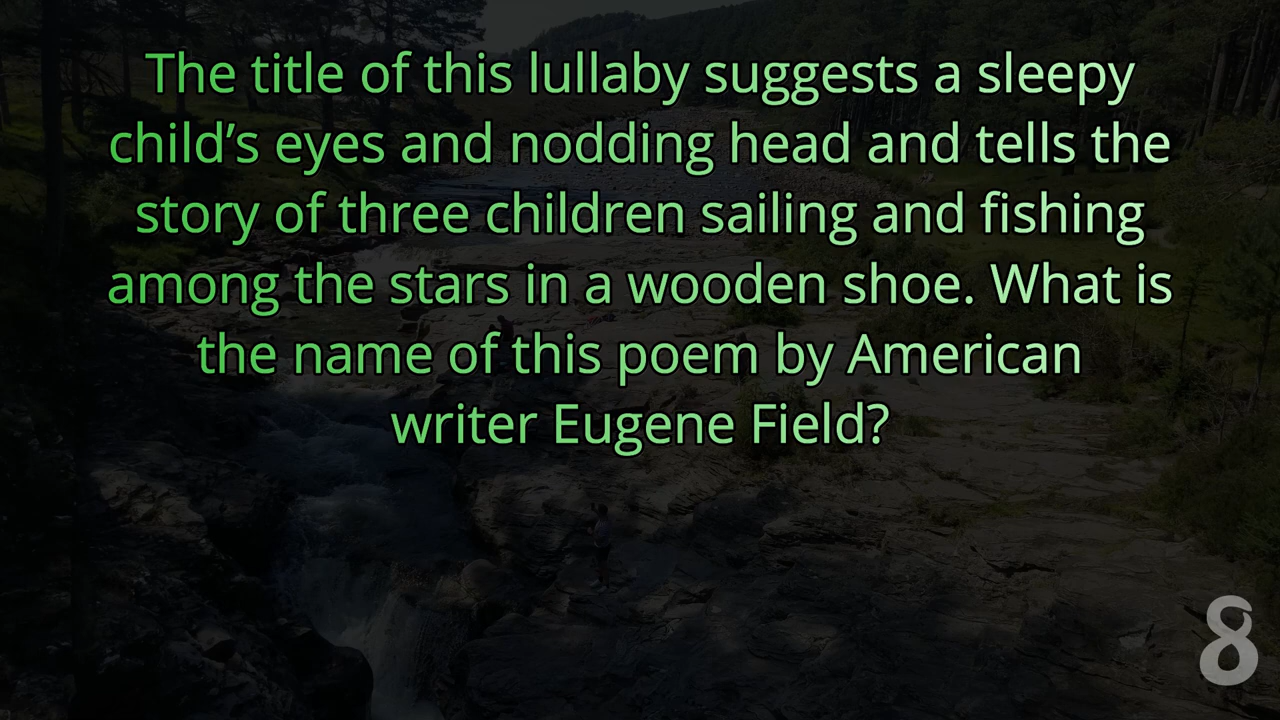 The title of this lullaby suggests a sleepy
child’s eyes and nodding head and tells the
story of three children sailing and fishing
among the stars in a wooden shoe. What is
the name of this poem by American
writer Eugene Field?
8